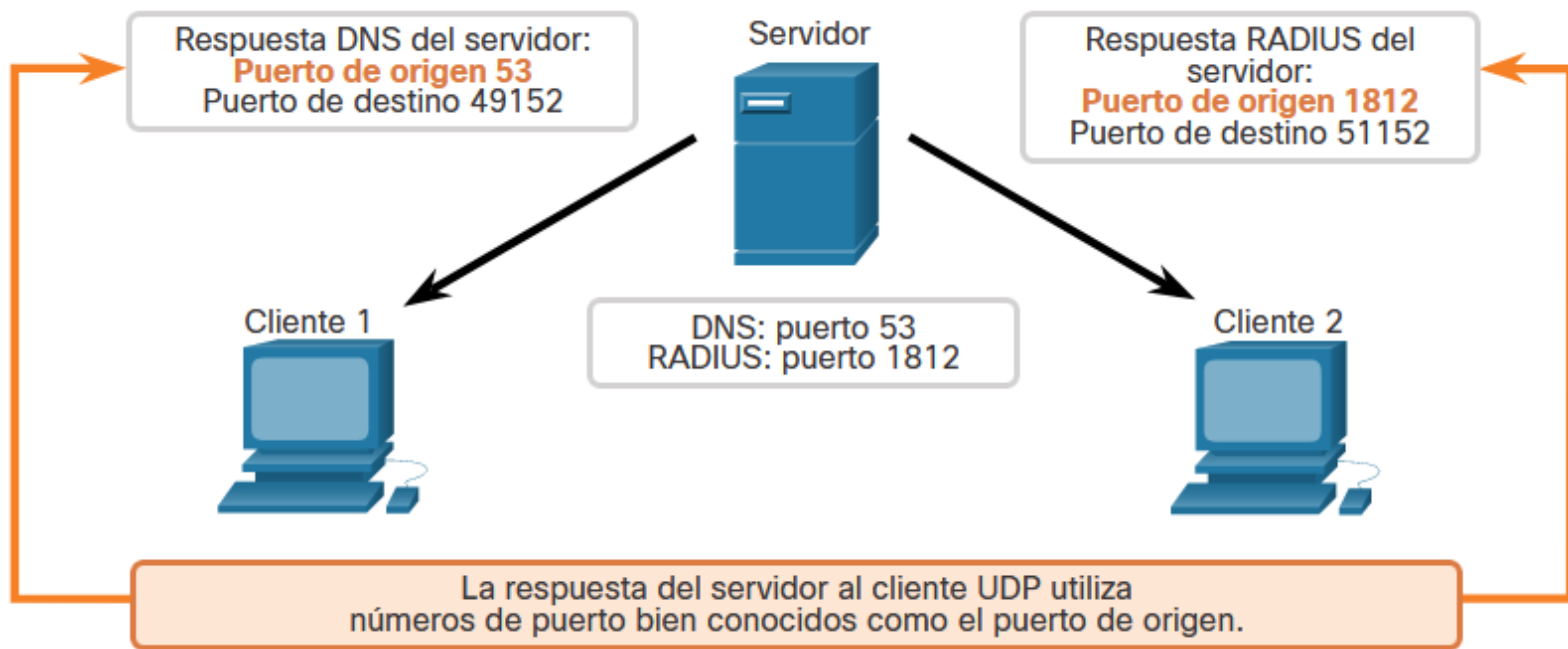 Respuesta DNS del servidor:
Puerto de origen 53
Puerto de destino 49152
Servidor
Respuesta RADIUS del
servidor:
Puerto de origen 1812
Puerto de destino 51152
Cliente 1
DNS: puerto 53
RADIUS: puerto 1812
Cliente 2
La respuesta del servidor al cliente UDP utiliza
números de puerto bien conocidos como el puerto de origen.